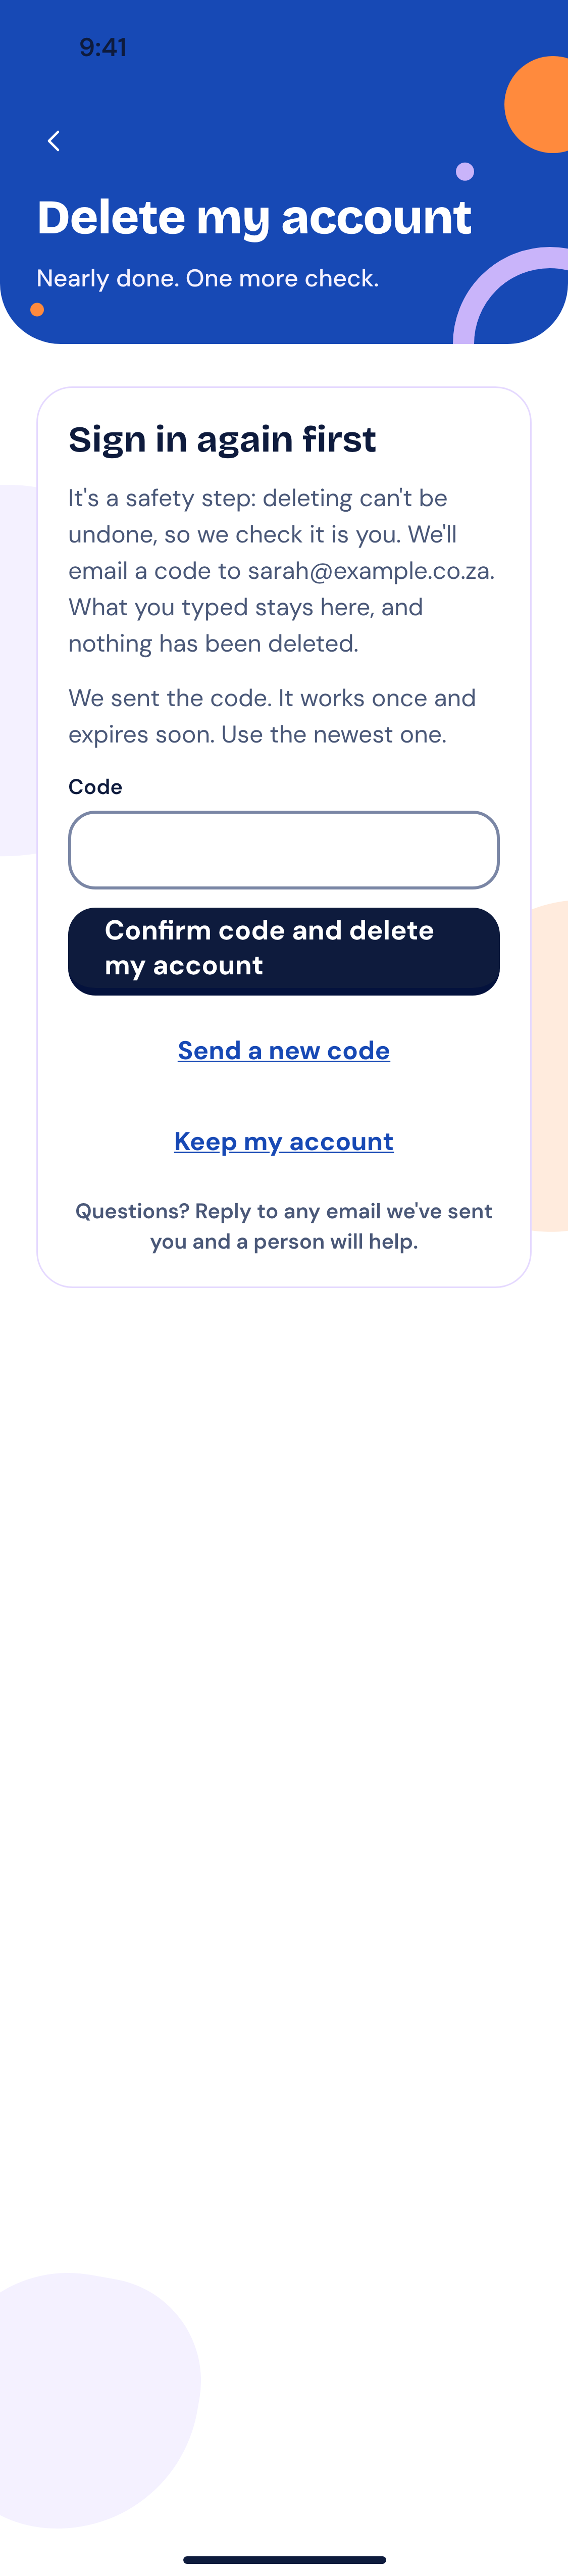 9:41
Delete my account
Nearly done. One more check.
Sign in again first
It's a safety step: deleting can't be
undone, so we check it is you. We'll
email a code to sarah@example.co.za.
What you typed stays here, and
nothing has been deleted.
We sent the code. It works once and
expires soon. Use the newest one.
Code
Confirm code and delete
my account
Send a new code
Keep my account
Questions? Reply to any email we've sent
you and a person will help.